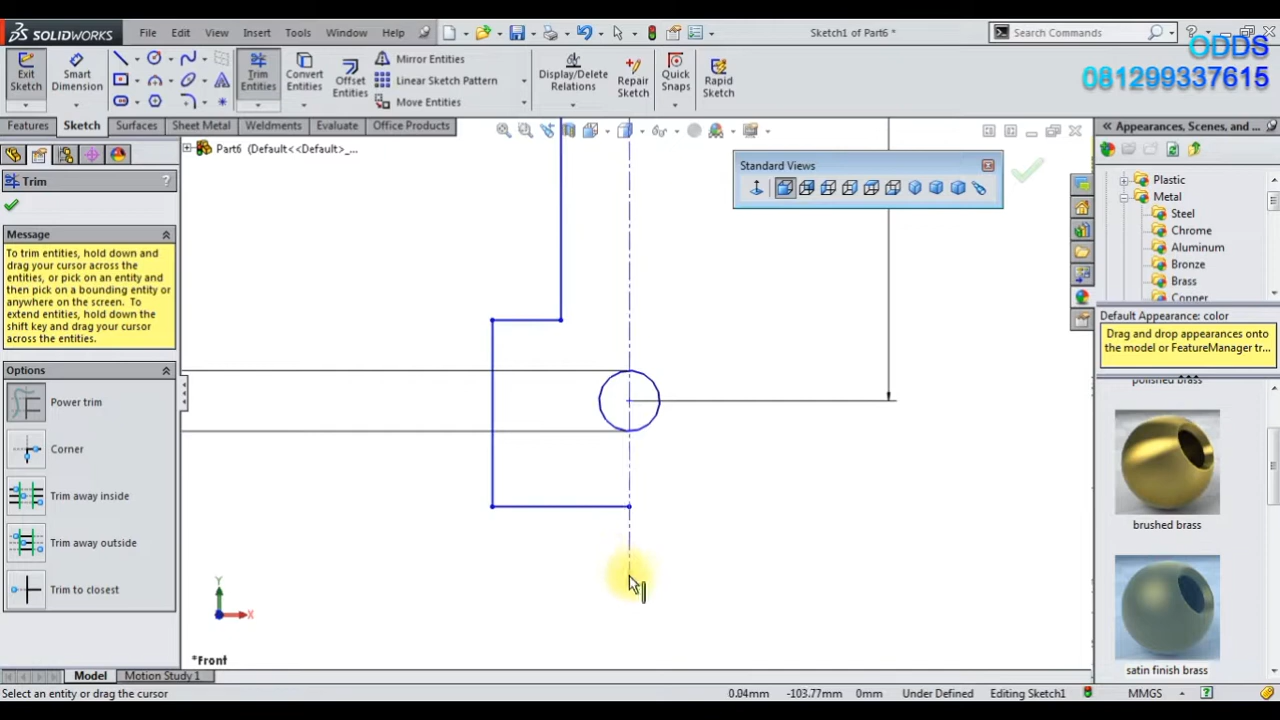 SOLIDWORKS
File Edit View Insert Tools Window Help
Sketch1 of Part6 *
Search Commands
ODDS
081299337615
Exit Sketch
Smart Dimension
Trim Entities
Convert Entities
Offset Entities
Mirror Entities
Linear Sketch Pattern
Move Entities
Display/Delete Relations
Repair Sketch
Quick Snaps
Rapid Sketch
Features Sketch Surfaces Sheet Metal Weldments Evaluate Office Products
Part6 (Default<<Default>_...
Appearances, Scenes, and ...
Trim
?
Message
To trim entities, hold down and
drag your cursor across the
entities, or pick on an entity and
then pick on a bounding entity or
anywhere on the screen. To
extend entities, hold down the
shift key and drag your cursor
across the entities.
Options
Power trim
Corner
Trim away inside
Trim away outside
Trim to closest
Standard Views
Plastic
Metal
Steel
Chrome
Aluminum
Bronze
Brass
Copper
Default Appearance: color
Drag and drop appearances onto
the model or FeatureManager tr...
polished brass
brushed brass
satin finish brass
Y
X
*Front
Model Motion Study 1
Select an entity or drag the cursor
0.04mm -103.77mm 0mm Under Defined Editing Sketch1 MMGS